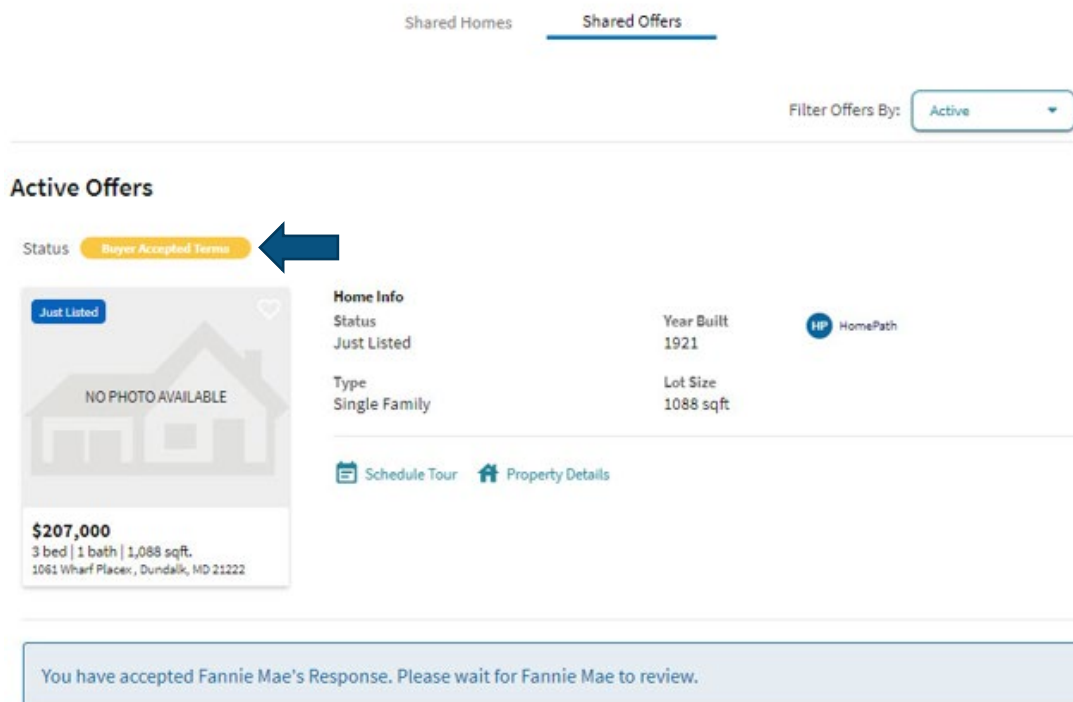 Shared Homes Shared Offers
Filter Offers By: Active
Active Offers
Status Buyer Accepted Terms
Just Listed
NO PHOTO AVAILABLE
$207,000
3 bed | 1 bath | 1,088 sqft.
1061 Wharf Placex, Dundalk, MD 21222
Home Info
Status
Just Listed
Year Built
1921
HP HomePath
Type
Single Family
Lot Size
1088 sqft
Schedule Tour Property Details
You have accepted Fannie Mae's Response. Please wait for Fannie Mae to review.